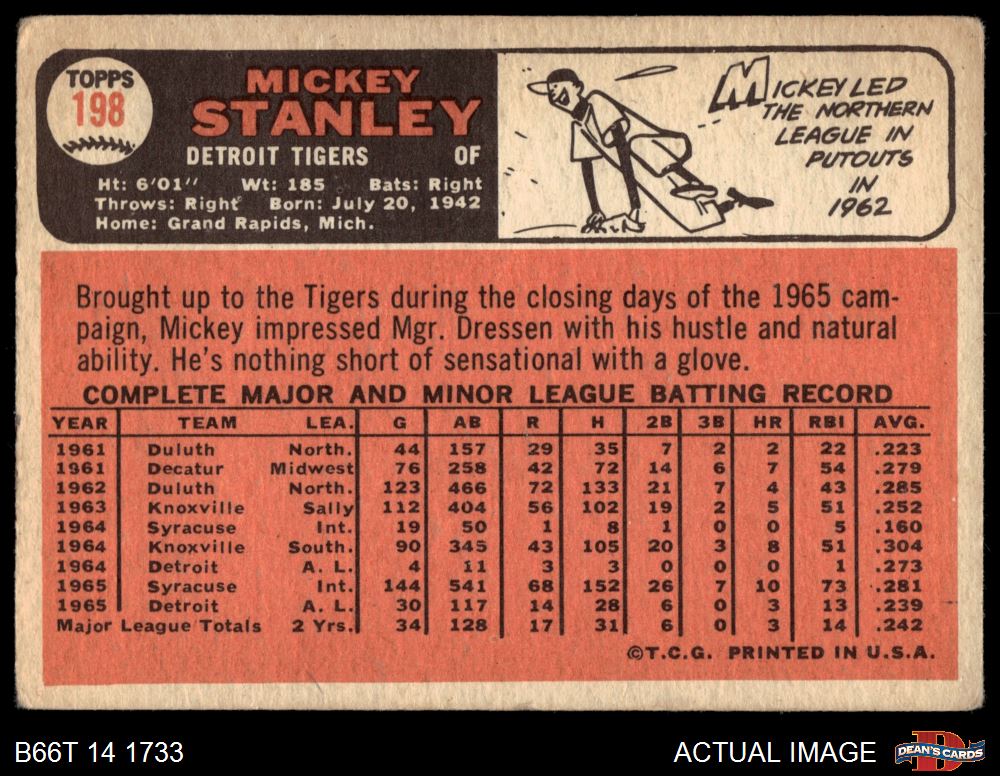 TOPPS
198
MICKEY
STANLEY
DETROIT TIGERS OF
Ht: 6'01" Wt: 185 Bats: Right
Throws: Right Born: July 20, 1942
Home: Grand Rapids, Mich.
MICKEY LED
THE NORTHERN
LEAGUE IN
PUTOUTS
IN
1962
Brought up to the Tigers during the closing days of the 1965 cam-
paign, Mickey impressed Mgr. Dressen with his hustle and natural
ability. He's nothing short of sensational with a glove.
COMPLETE MAJOR AND MINOR LEAGUE BATTING RECORD
YEAR TEAM LEA. G AB R H 2B 3B HR RBI AVG.
1961 Duluth North. 44 157 29 35 7 2 2 22 .223
1961 Decatur Midwest 76 258 42 72 14 6 7 54 .279
1962 Duluth North. 123 466 72 133 21 7 4 43 .285
1963 Knoxville Sally 112 404 56 102 19 2 5 51 .252
1964 Syracuse Int. 19 50 1 8 1 0 0 5 .160
1964 Knoxville South. 90 345 43 105 20 3 8 51 .304
1964 Detroit A. L. 4 11 3 3 0 0 0 1 .273
1965 Syracuse Int. 144 541 68 152 26 7 10 73 .281
1965 Detroit A. L. 30 117 14 28 6 0 3 13 .239
Major League Totals 2 Yrs. 34 128 17 31 6 0 3 14 .242
©T.C.G. PRINTED IN U.S.A.
B66T 14 1733 ACTUAL IMAGE
DEAN'S CARDS